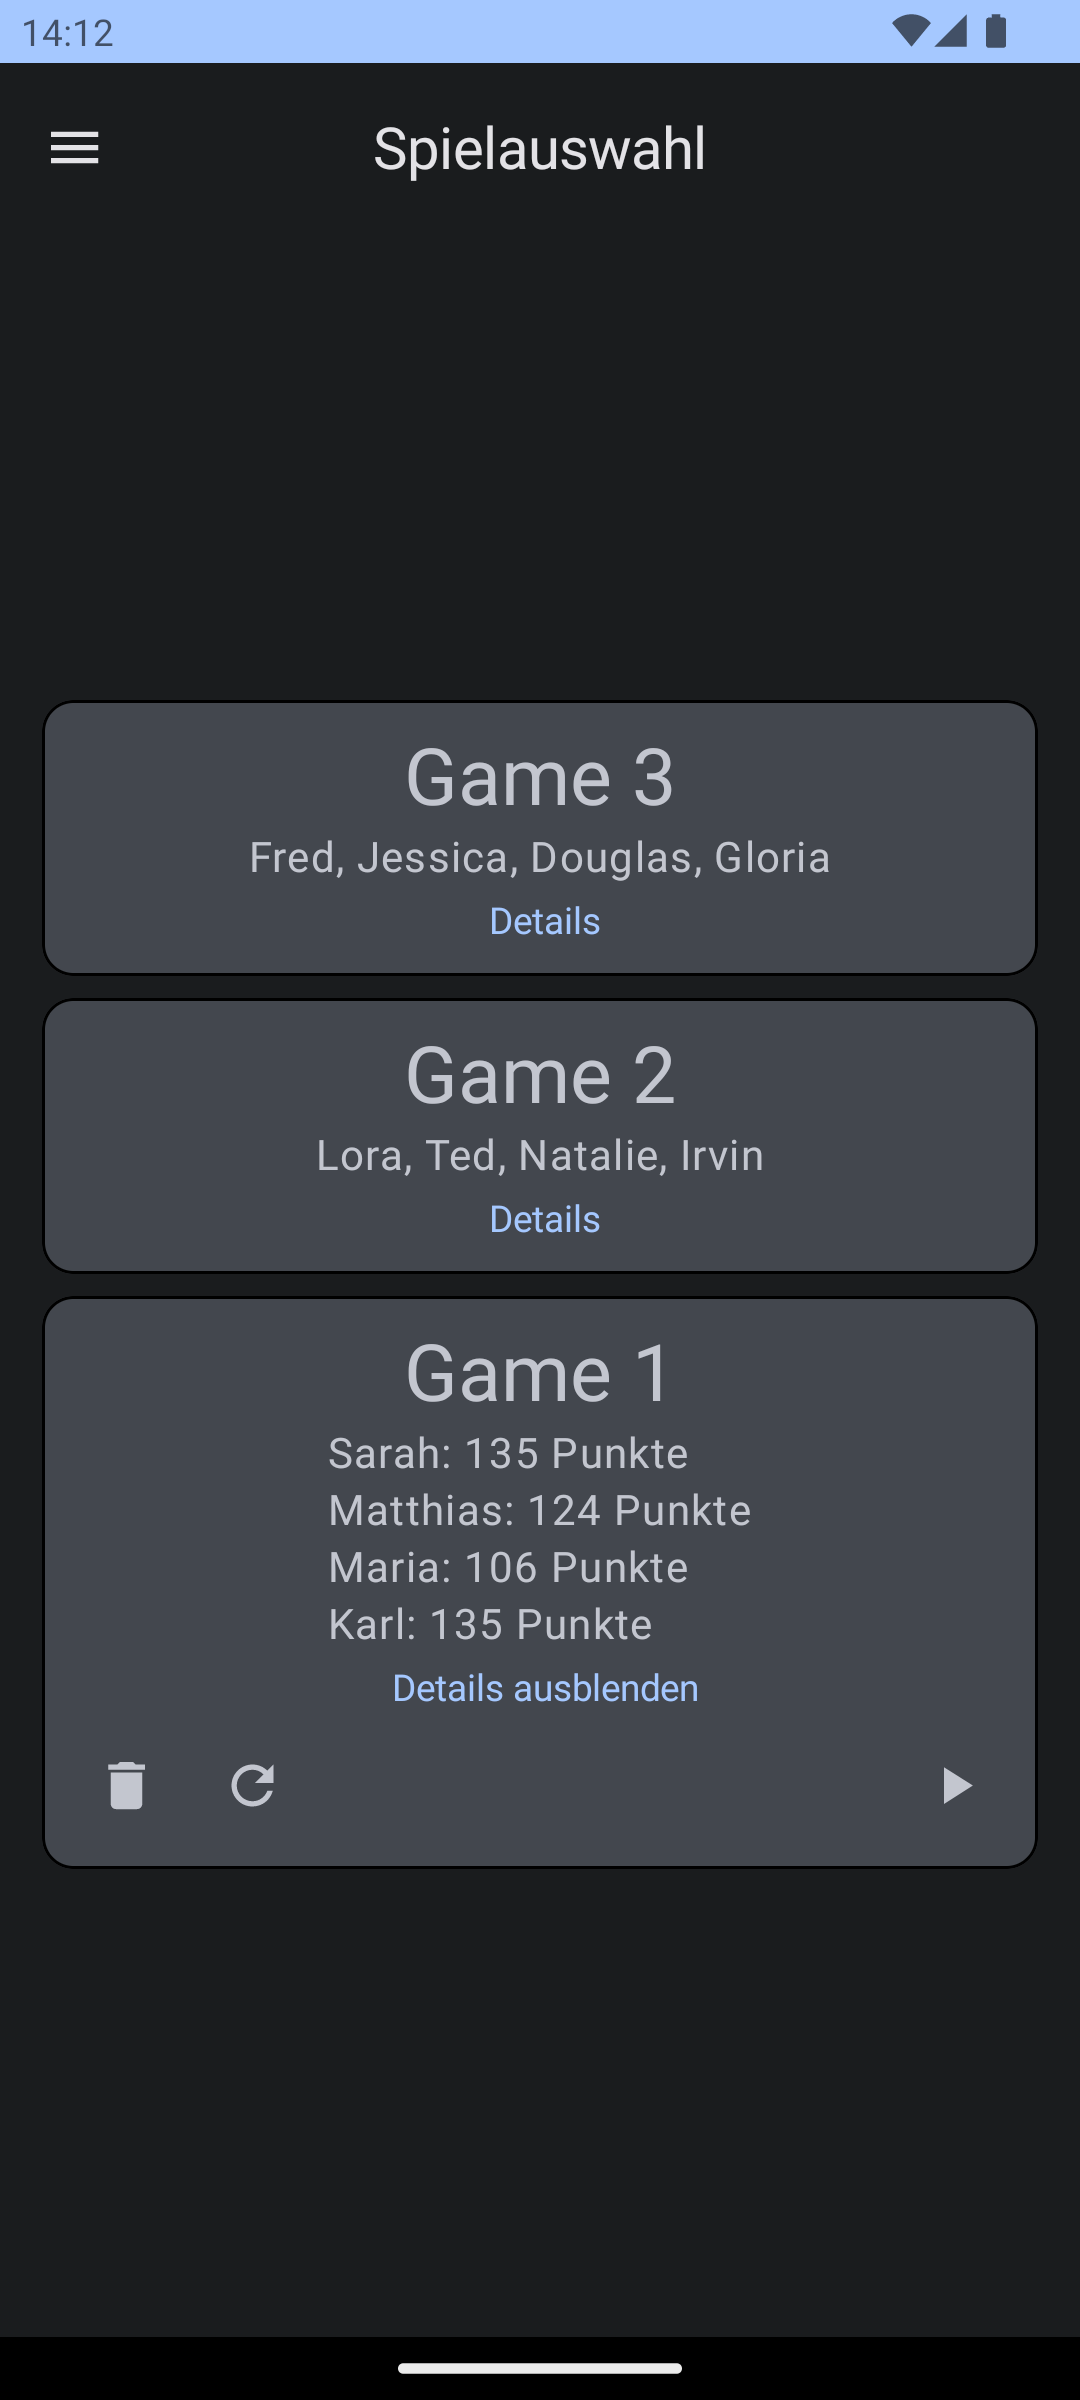 14:12
Spielauswahl
Game 3
Fred, Jessica, Douglas, Gloria
Details
Game 2
Lora, Ted, Natalie, Irvin
Details
Game 1
Sarah: 135 Punkte
Matthias: 124 Punkte
Maria: 106 Punkte
Karl: 135 Punkte
Details ausblenden